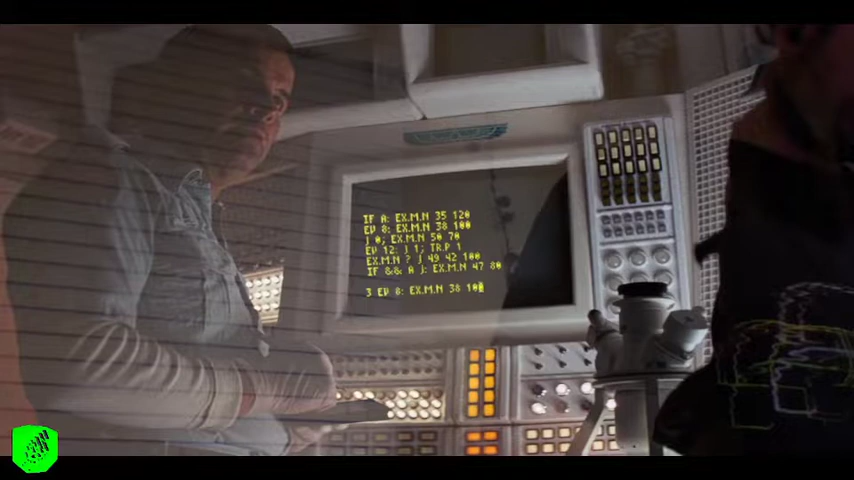 IF A: EX.M.N 35 120
EV 8: EX.M.N 38 100
J 0; EX.M.N 50 70
EV 12: J 1; TR.P 1
EX.M.N ? J 49 42 100
IF && A J: EX.M.N 47 80
3 EV 8: EX.M.N 38 100